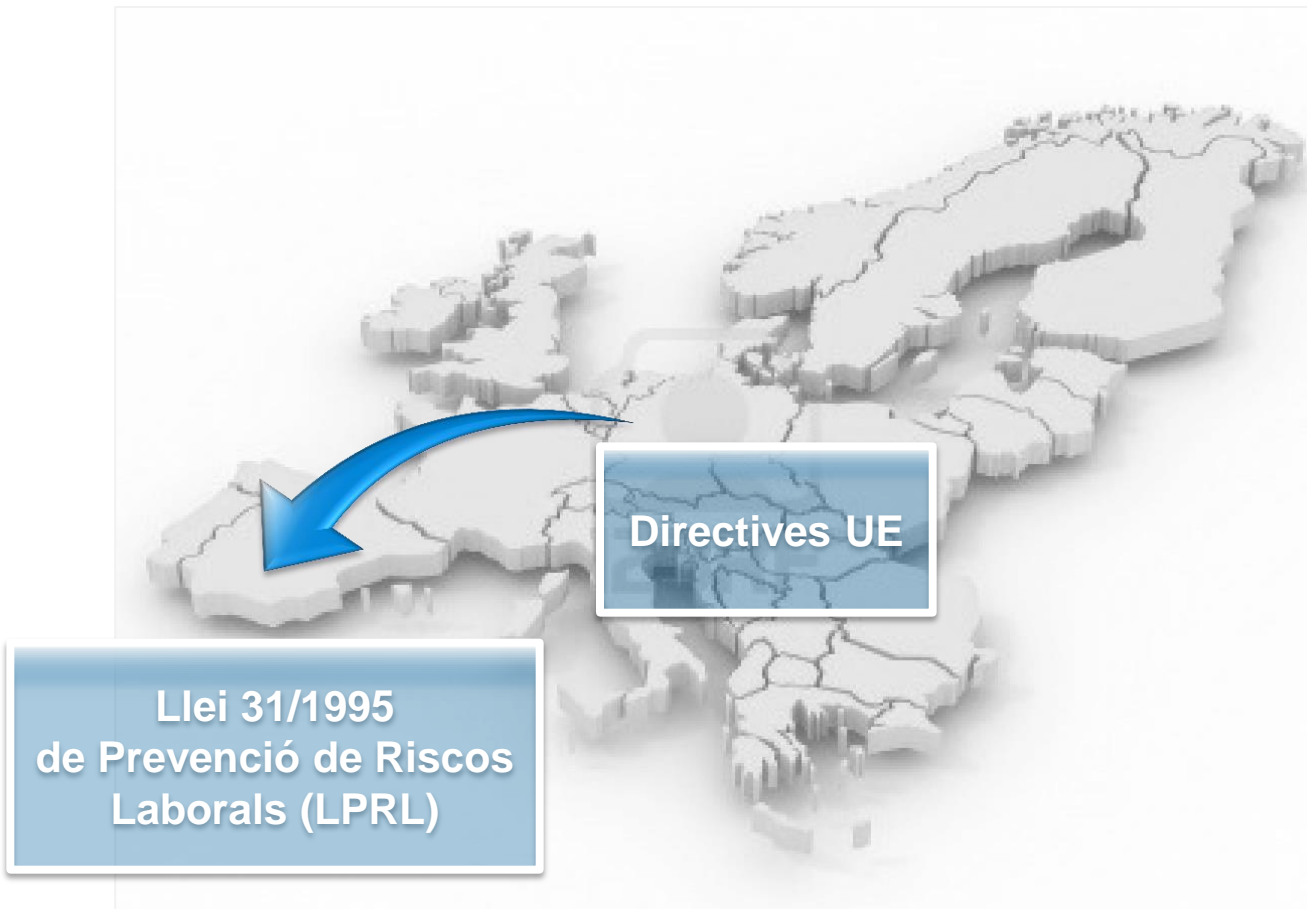 Directives UE
Llei 31/1995
de Prevenció de Riscos
Laborals (LPRL)